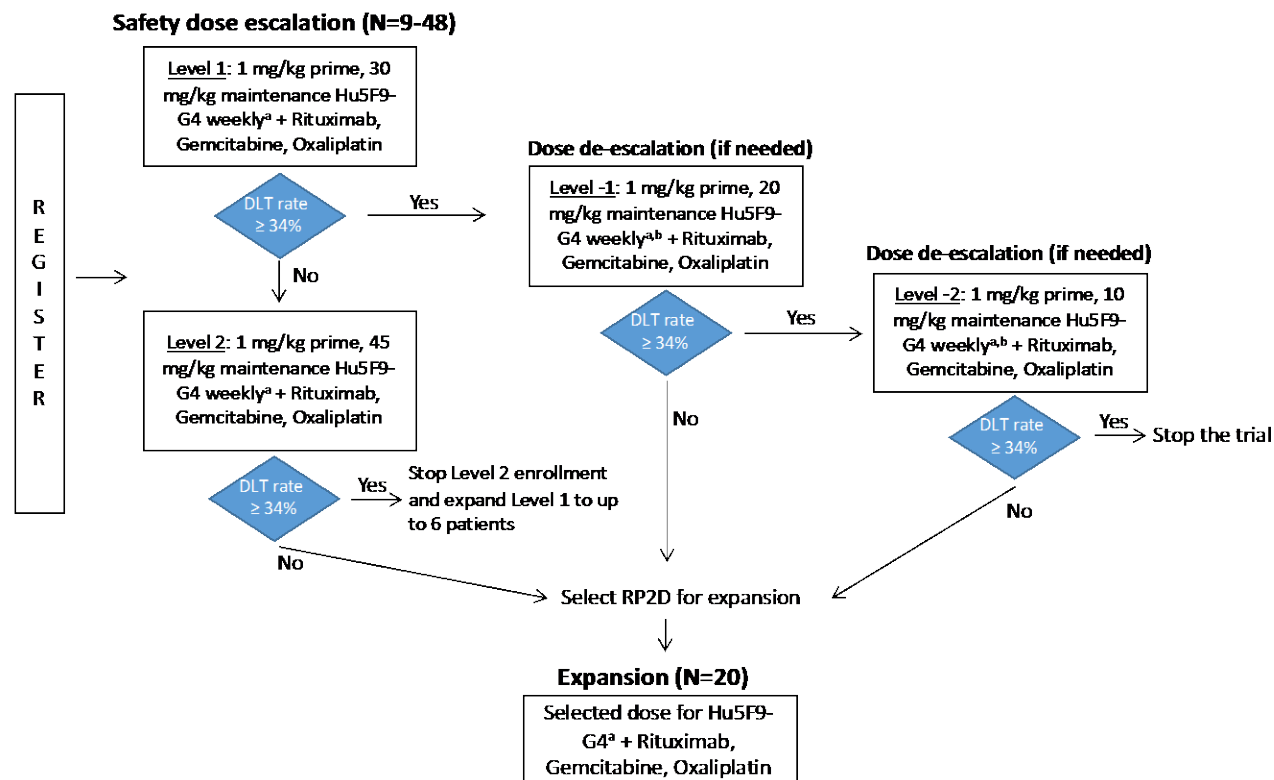 Safety dose escalation (N=9-48)
Level 1: 1 mg/kg prime, 30
mg/kg maintenance Hu5F9-
G4 weeklyᵃ + Rituximab,
Gemcitabine, Oxaliplatin
R
E
G
I
S
T
E
R
DLT rate
≥ 34%
Yes
No
Dose de-escalation (if needed)
Level -1: 1 mg/kg prime, 20
mg/kg maintenance Hu5F9-
G4 weeklyᵃ,ᵇ + Rituximab,
Gemcitabine, Oxaliplatin
DLT rate
≥ 34%
Yes
No
Dose de-escalation (if needed)
Level -2: 1 mg/kg prime, 10
mg/kg maintenance Hu5F9-
G4 weeklyᵃ,ᵇ + Rituximab,
Gemcitabine, Oxaliplatin
DLT rate
≥ 34%
Yes
Stop the trial
No
Level 2: 1 mg/kg prime, 45
mg/kg maintenance Hu5F9-
G4 weeklyᵃ + Rituximab,
Gemcitabine, Oxaliplatin
DLT rate
≥ 34%
Yes
Stop Level 2 enrollment
and expand Level 1 to up
to 6 patients
No
Select RP2D for expansion
Expansion (N=20)
Selected dose for Hu5F9-
G4ᵃ + Rituximab,
Gemcitabine, Oxaliplatin